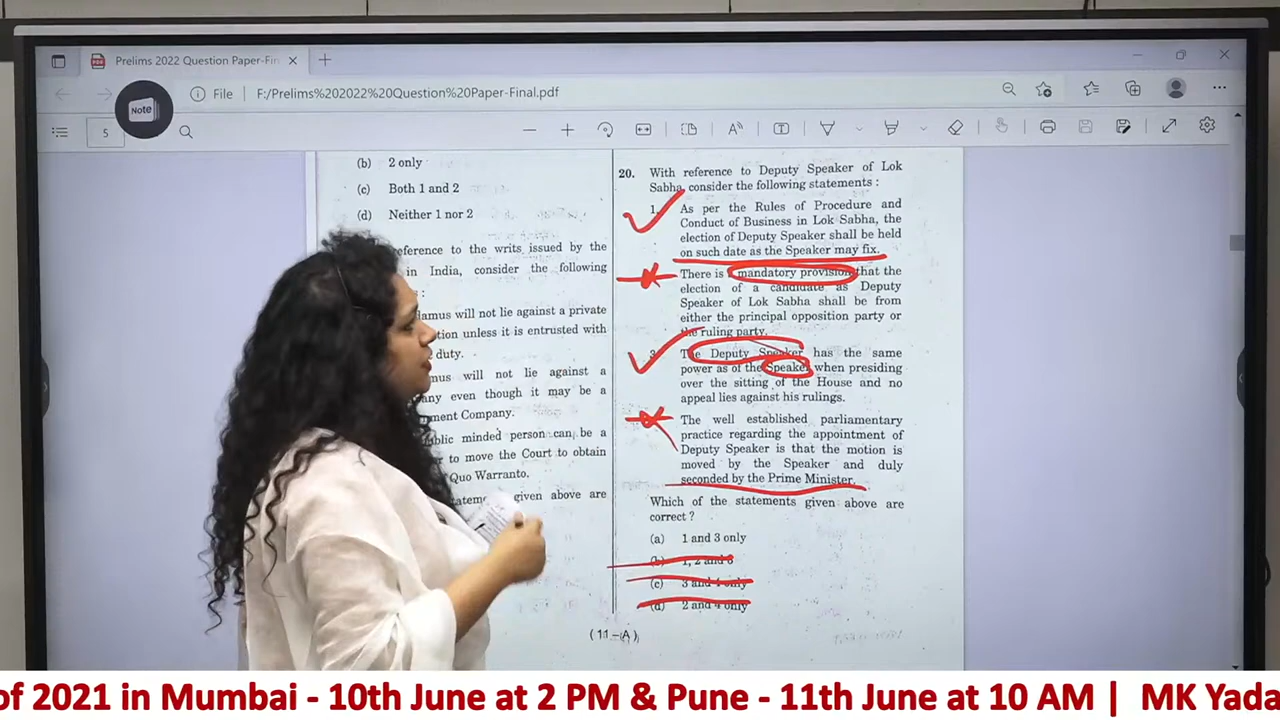 Prelims 2022 Question Paper-Fin
Note
File F:/Prelims%202022%20Question%20Paper-Final.pdf
5
(b) 2 only
(c) Both 1 and 2
(d) Neither 1 nor 2
reference to the writs issued by the
in India, consider the following
:
amus will not lie against a private
tion unless it is entrusted with
duty.
mus will not lie against a
any even though it may be a
ment Company.
ublic minded person can be a
to move the Court to obtain
Quo Warranto.
given above are
20. With reference to Deputy Speaker of Lok
Sabha, consider the following statements :
1. As per the Rules of Procedure and
Conduct of Business in Lok Sabha, the
election of Deputy Speaker shall be held
on such date as the Speaker may fix.
There is mandatory provision that the
election of a candidate as Deputy
Speaker of Lok Sabha shall be from
either the principal opposition party or
the ruling party.
3. The Deputy Speaker has the same
power as of the Speaker when presiding
over the sitting of the House and no
appeal lies against his rulings.
The well established parliamentary
practice regarding the appointment of
Deputy Speaker is that the motion is
moved by the Speaker and duly
seconded by the Prime Minister.
Which of the statements given above are
correct ?
(a) 1 and 3 only
(b) 1, 2 and 3
(c) 3 and 4 only
(d) 2 and 4 only
(11-A)
of 2021 in Mumbai - 10th June at 2 PM & Pune - 11th June at 10 AM | MK Yada